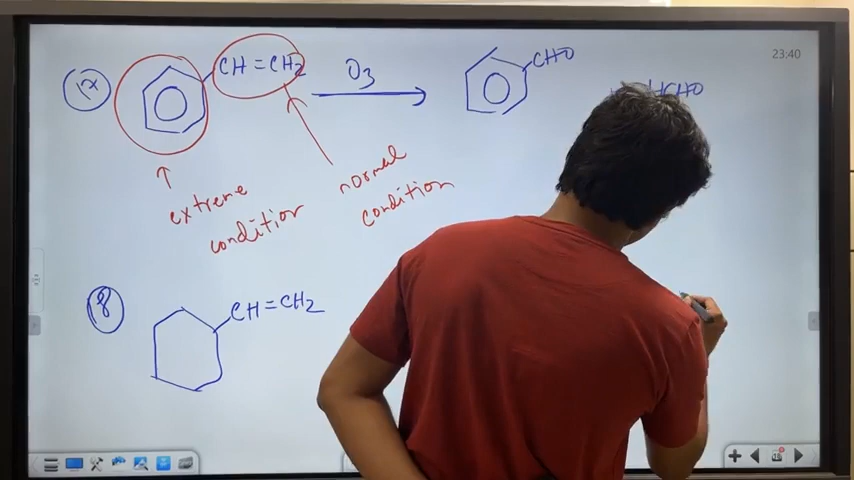 23:40
17
CH = CH2
O3
CHO
HCHO
extreme
condition
normal
condition
18
CH = CH2